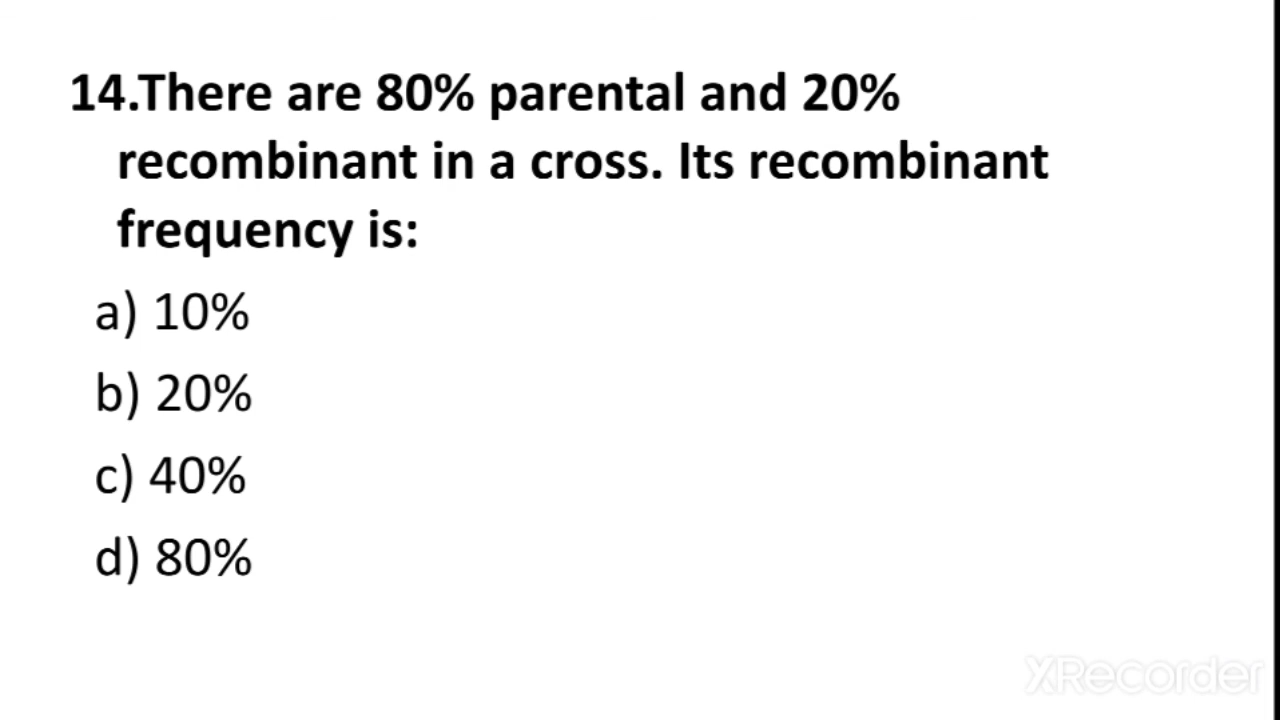 14.There are 80% parental and 20%
recombinant in a cross. Its recombinant
frequency is:
a) 10%
b) 20%
c) 40%
d) 80%
XRecorder